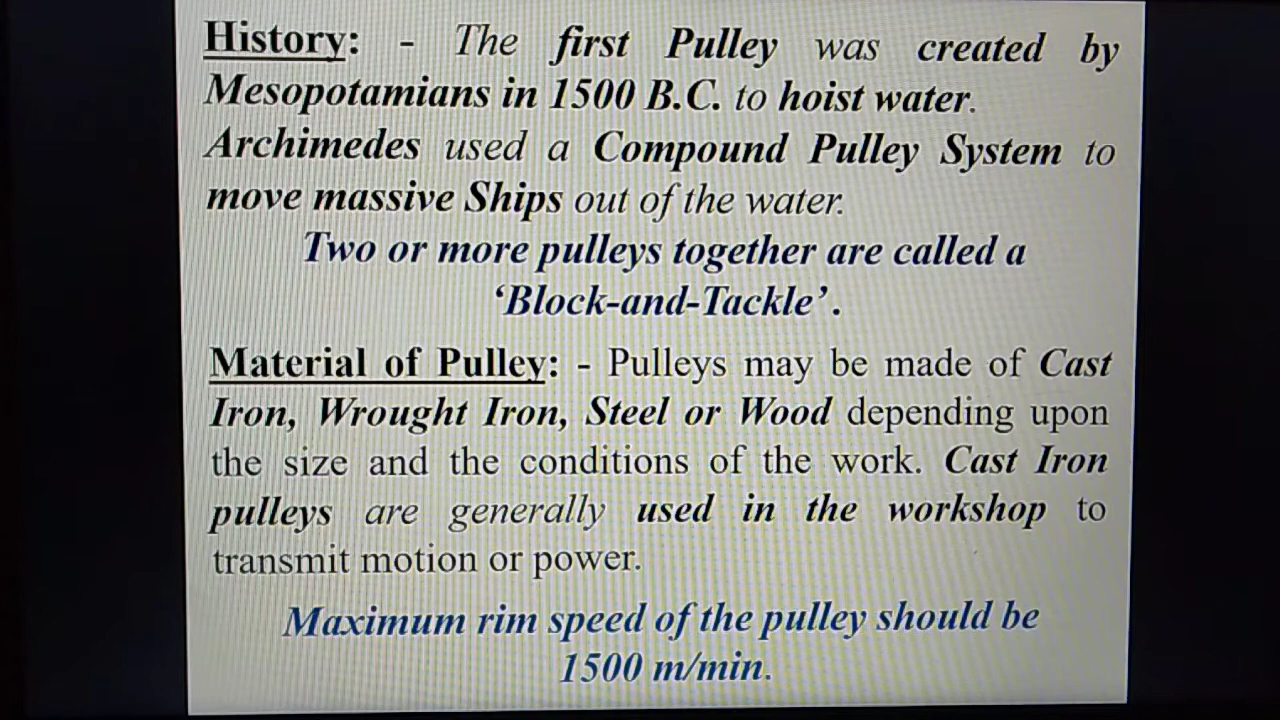 History: - The first Pulley was created by
Mesopotamians in 1500 B.C. to hoist water.
Archimedes used a Compound Pulley System to
move massive Ships out of the water.
Two or more pulleys together are called a
‘Block-and-Tackle’.
Material of Pulley: - Pulleys may be made of Cast
Iron, Wrought Iron, Steel or Wood depending upon
the size and the conditions of the work. Cast Iron
pulleys are generally used in the workshop to
transmit motion or power.
Maximum rim speed of the pulley should be
1500 m/min.